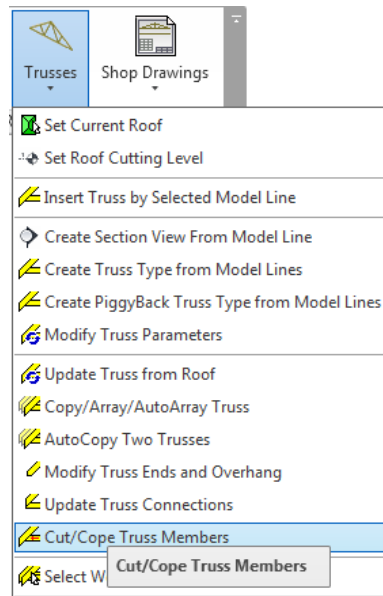 Trusses Shop Drawings
Set Current Roof
Set Roof Cutting Level
Insert Truss by Selected Model Line
Create Section View From Model Line
Create Truss Type from Model Lines
Create PiggyBack Truss Type from Model Lines
Modify Truss Parameters
Update Truss from Roof
Copy/Array/AutoArray Truss
AutoCopy Two Trusses
Modify Truss Ends and Overhang
Update Truss Connections
Cut/Cope Truss Members
Cut/Cope Truss Members
Select